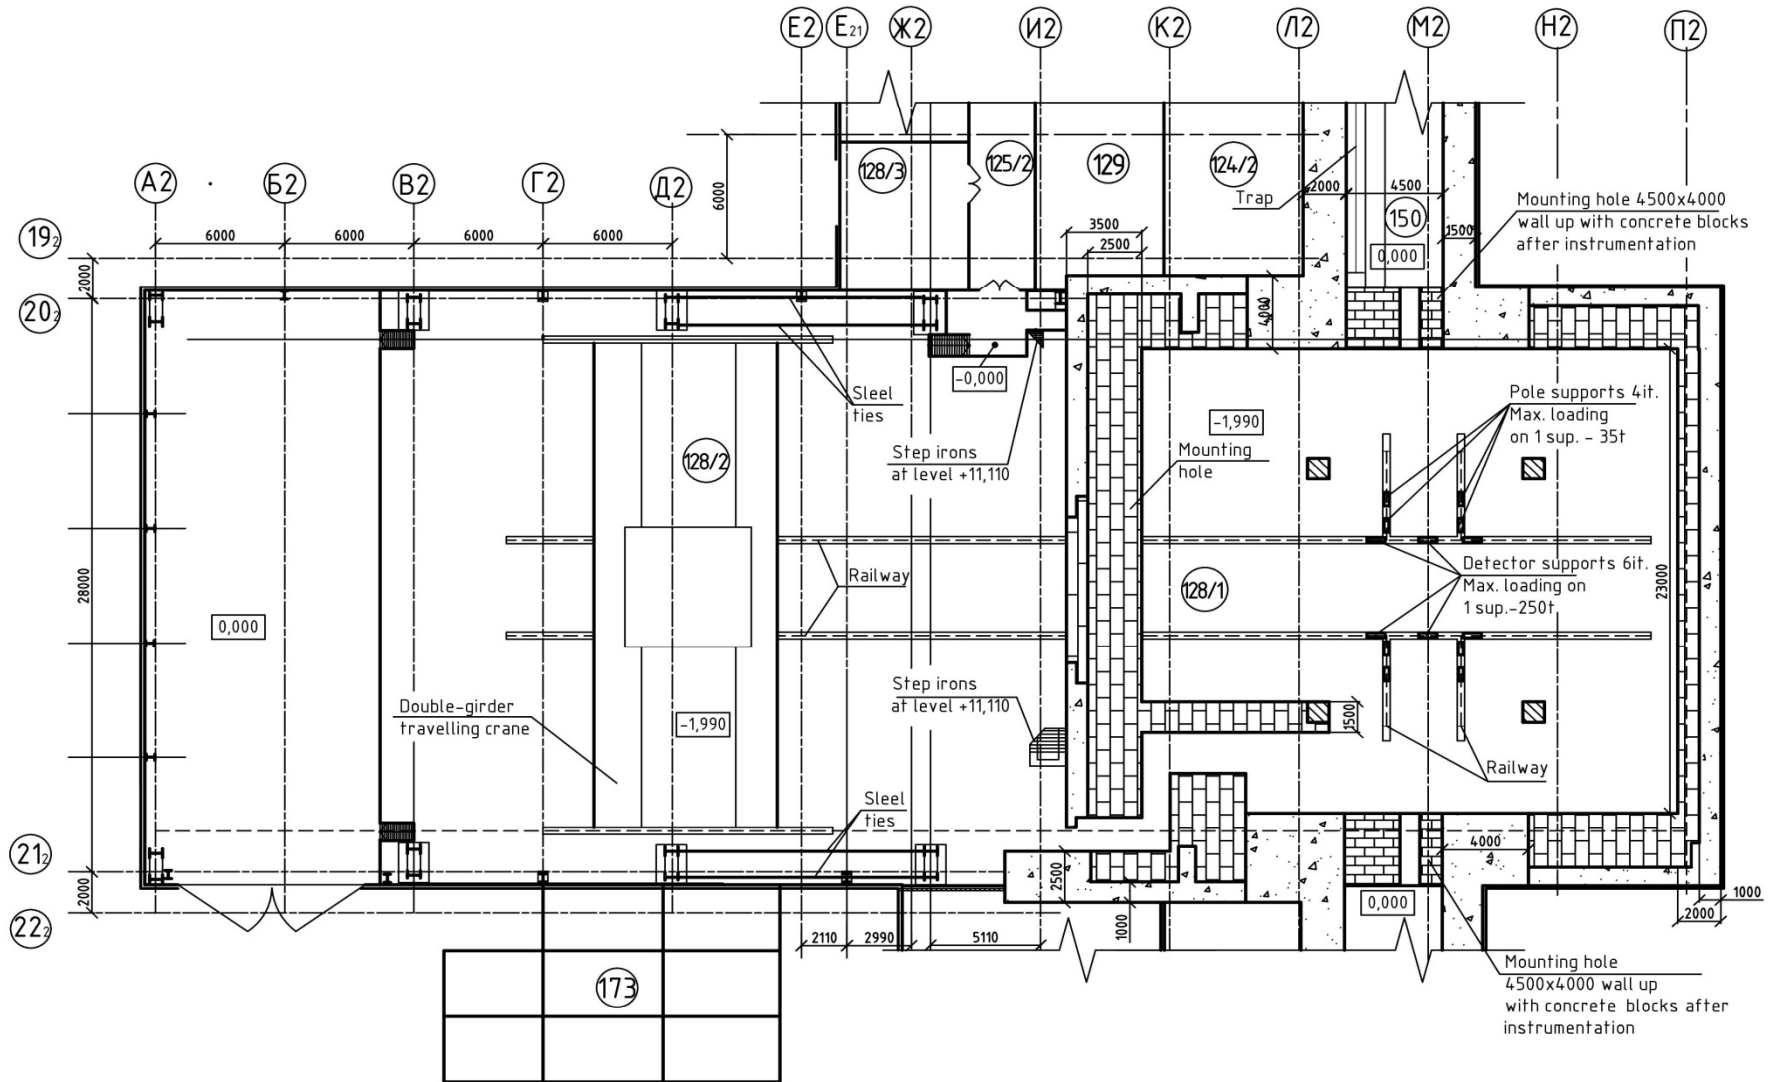 Е2
Е21
Ж2
И2
К2
Л2
М2
Н2
П2
А2
Б2
В2
Г2
Д2
128/3
125/2
129
124/2
Trap
2000
4500
150
0,000
1500
Mounting hole 4500x4000
wall up with concrete blocks
after instrumentation
19₂
6000
6000
6000
6000
6000
3500
2500
2000
20₂
4000
-0,000
Sleel
ties
Step irons
at level +11,110
128/2
-1,990
Mounting
hole
Pole supports 4it.
Max. loading
on 1 sup. - 35t
28000
Railway
128/1
Detector supports 6it.
Max. loading on
1 sup.-250t
23000
0,000
Double-girder
travelling crane
-1,990
Step irons
at level +11,110
1500
Railway
Sleel
ties
21₂
2000
22₂
2500
1000
4000
0,000
1000
2000
2110
2990
5110
173
Mounting hole
4500x4000 wall up
with concrete blocks after
instrumentation